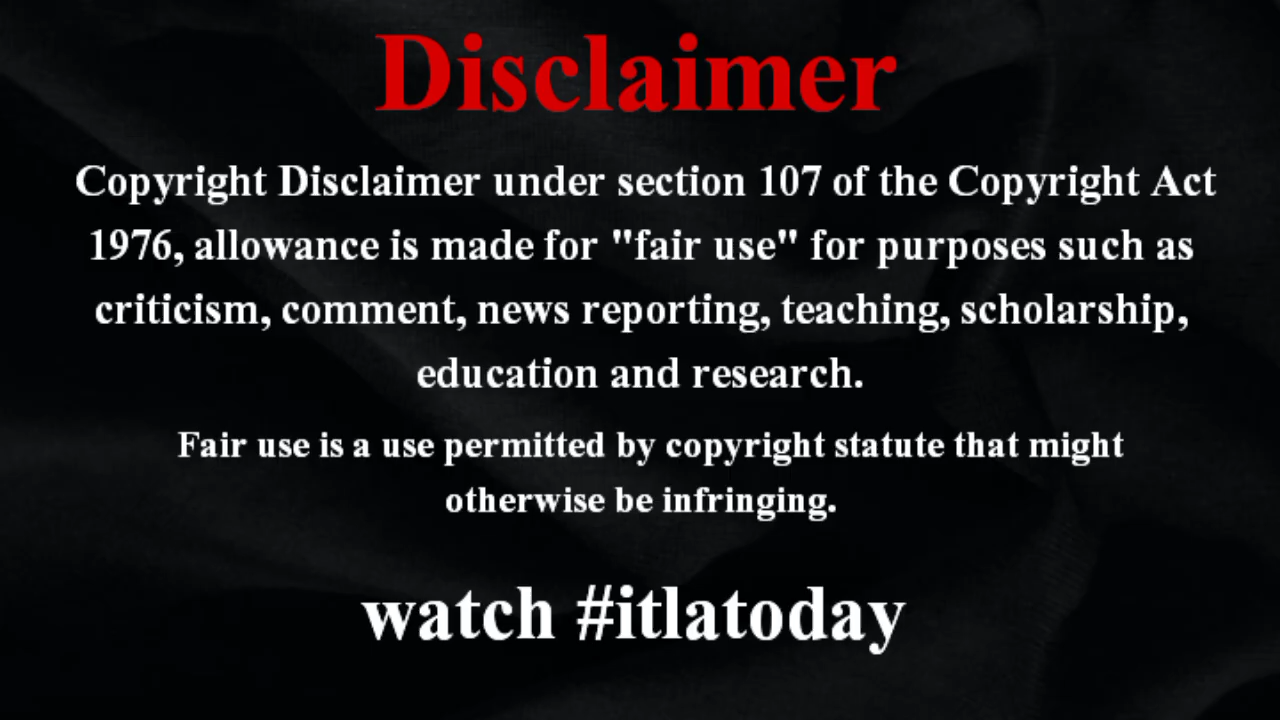 Disclaimer
Copyright Disclaimer under section 107 of the Copyright Act
1976, allowance is made for "fair use" for purposes such as
criticism, comment, news reporting, teaching, scholarship,
education and research.
Fair use is a use permitted by copyright statute that might
otherwise be infringing.
watch #itlatoday